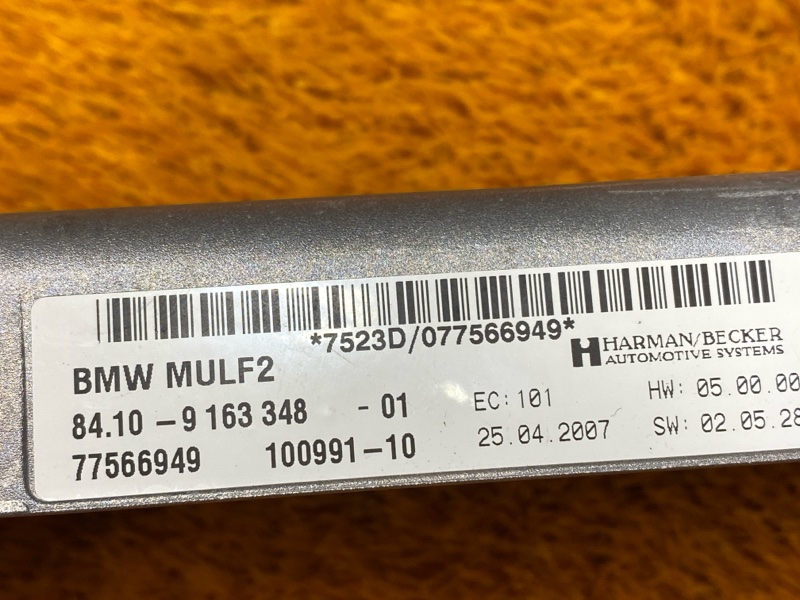 *7523D/077566949*
HARMAN/BECKER
AUTOMOTIVE SYSTEMS
BMW MULF2
84.10 - 9 163 348 - 01
EC: 101
HW: 05.00.00
77566949 100991-10
25.04.2007
SW: 02.05.28